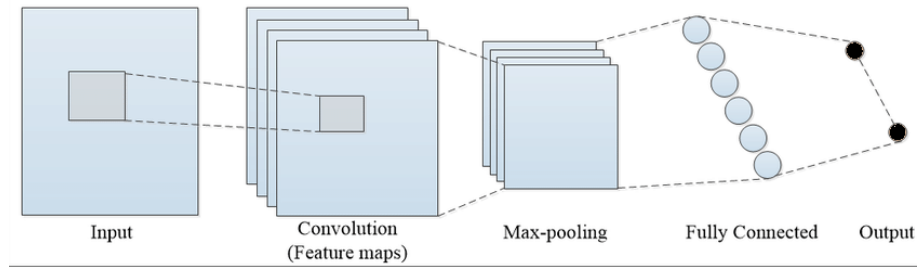 Input
Convolution
(Feature maps)
Max-pooling
Fully Connected
Output